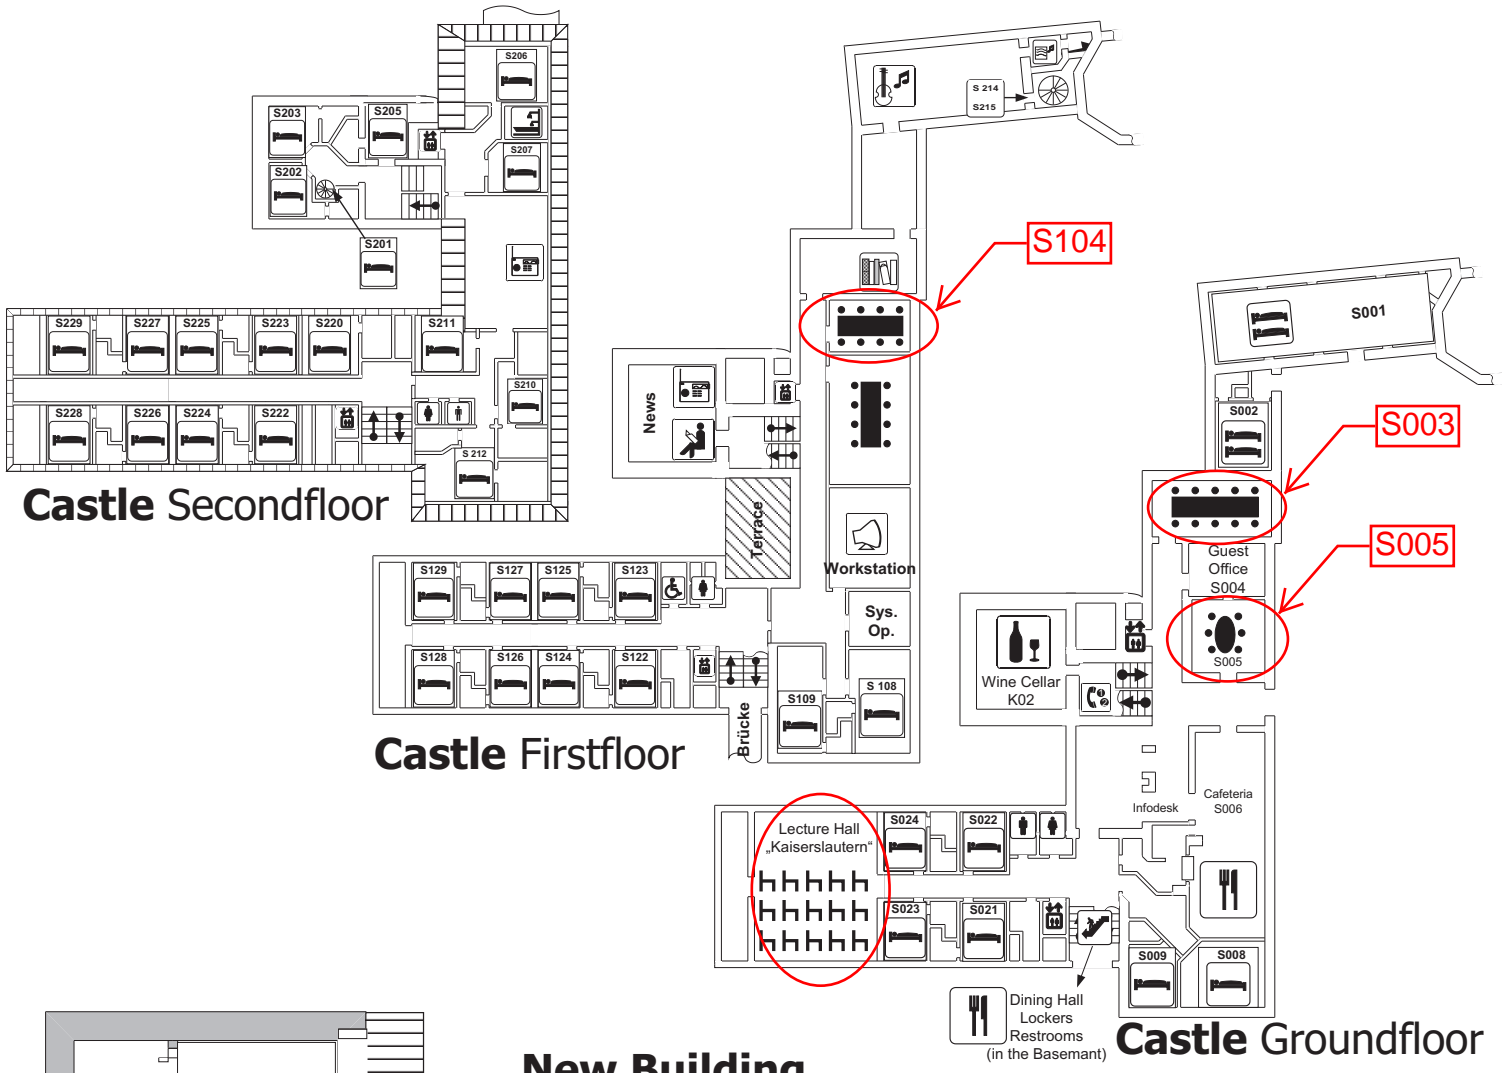 S206
S203
S205
S207
S202
S201
S229
S227
S225
S223
S220
S211
S210
S228
S226
S224
S222
S 212
Castle Secondfloor
S 214
S215
S104
News
Terrace
Workstation
Sys.
Op.
S129
S127
S125
S123
S128
S126
S124
S122
S109
S 108
Brücke
Castle Firstfloor
S001
S002
S003
S005
Guest
Office
S004
S005
Wine Cellar
K02
1
2
Infodesk
Cafeteria
S006
Lecture Hall
„Kaiserslautern“
S024
S022
S023
S021
S009
S008
Dining Hall
Lockers
Restrooms
(in the Basemant)
Castle Groundfloor
New Building